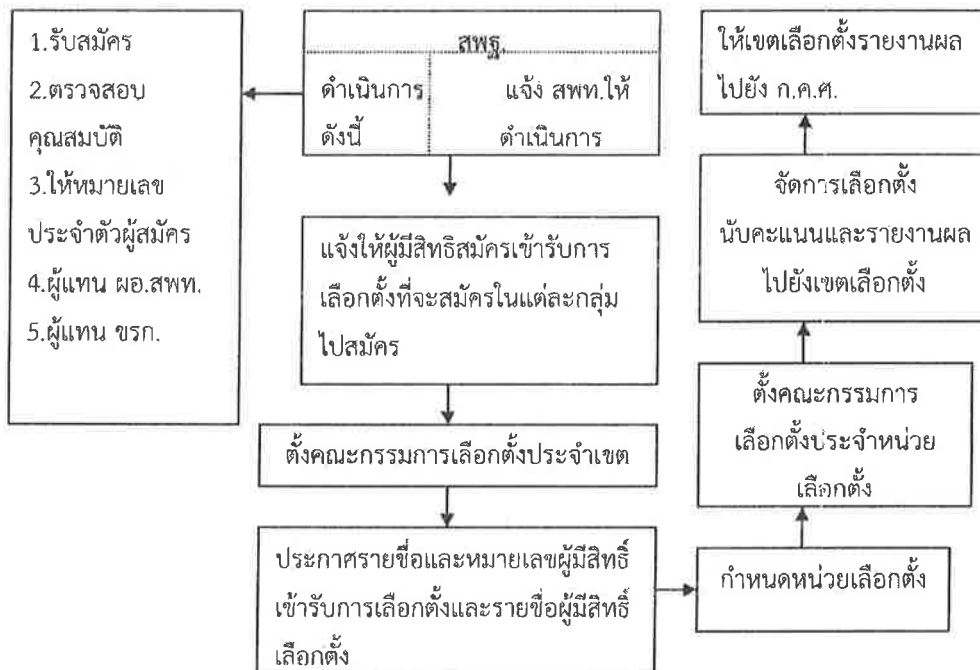 1.รับสมัคร
2.ตรวจสอบ
คุณสมบัติ
3.ให้หมายเลข
ประจำตัวผู้สมัคร
4.ผู้แทน ผอ.สพท.
5.ผู้แทน ขรก.
สพฐ.
ดำเนินการ
ดังนี้
แจ้ง สพท.ให้
ดำเนินการ
แจ้งให้ผู้มีสิทธิสมัครเข้ารับการ
เลือกตั้งที่จะสมัครในแต่ละกลุ่ม
ไปสมัคร
ตั้งคณะกรรมการเลือกตั้งประจำเขต
ประกาศรายชื่อและหมายเลขผู้มีสิทธิ์
เข้ารับการเลือกตั้งและรายชื่อผู้มีสิทธิ์
เลือกตั้ง
กำหนดหน่วยเลือกตั้ง
ตั้งคณะกรรมการ
เลือกตั้งประจำหน่วย
เลือกตั้ง
จัดการเลือกตั้ง
นับคะแนนและรายงานผล
ไปยังเขตเลือกตั้ง
ให้เขตเลือกตั้งรายงานผล
ไปยัง ก.ค.ศ.